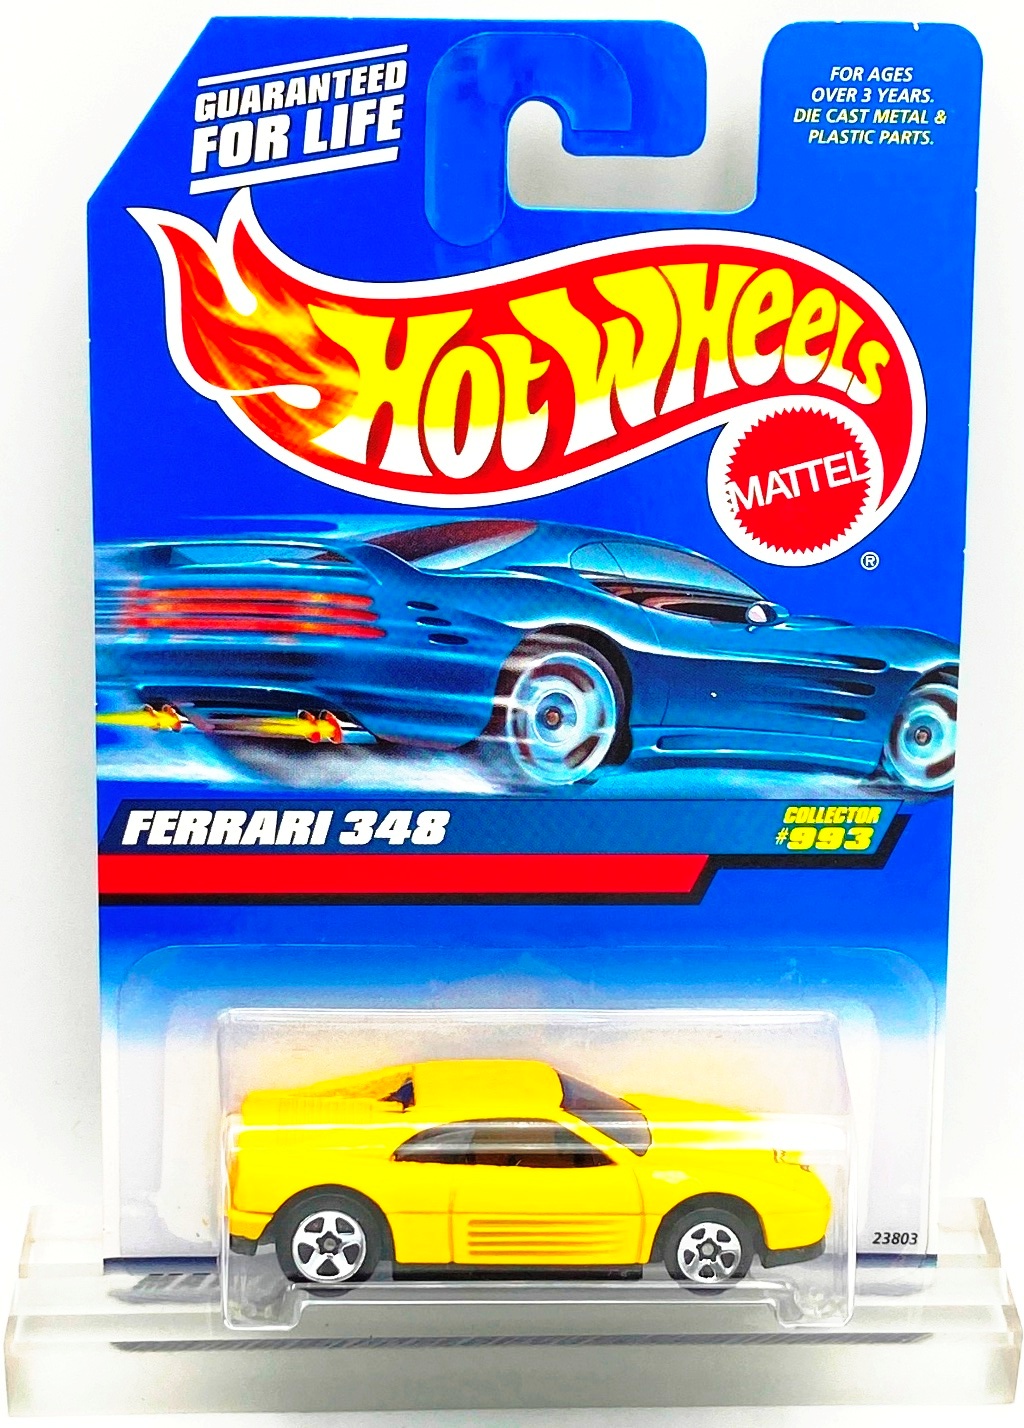 GUARANTEED
FOR LIFE
FOR AGES
OVER 3 YEARS.
DIE CAST METAL &
PLASTIC PARTS.
HOT WHEELS
MATTEL
®
FERRARI 348
COLLECTOR
#993
23803